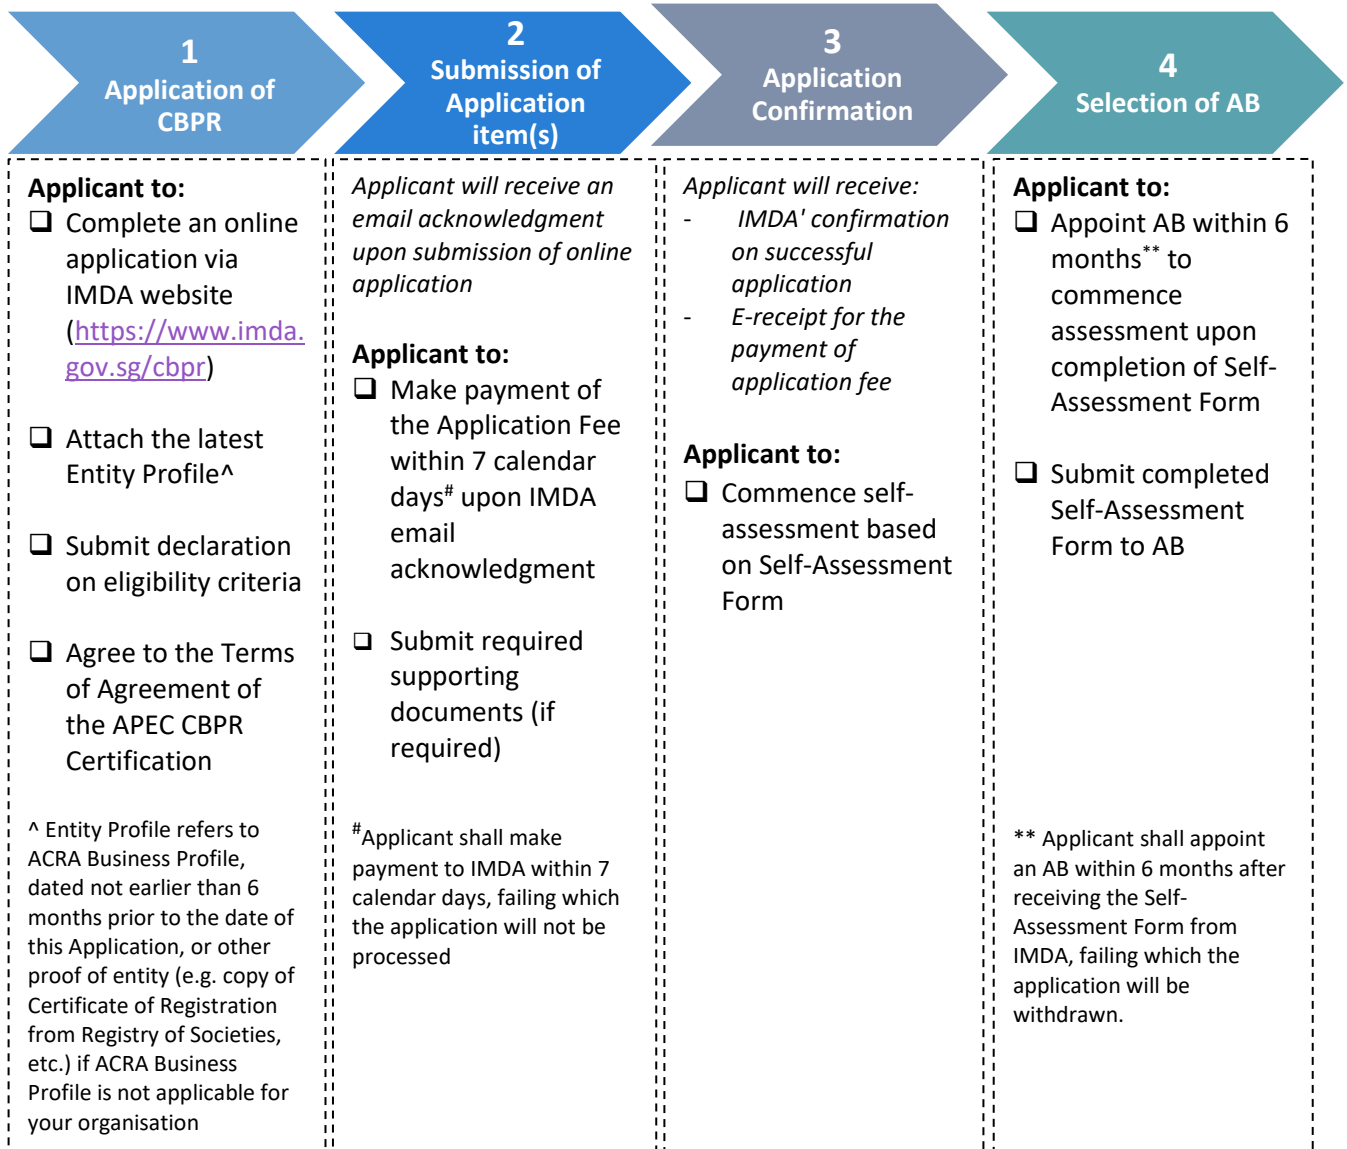 1
Application of
CBPR
2
Submission of
Application
item(s)
3
Application
Confirmation
4
Selection of AB
Applicant to:
❑ Complete an online
application via
IMDA website
(https://www.imda.
gov.sg/cbpr)
❑ Attach the latest
Entity Profile^
❑ Submit declaration
on eligibility criteria
❑ Agree to the Terms
of Agreement of
the APEC CBPR
Certification
^ Entity Profile refers to
ACRA Business Profile,
dated not earlier than 6
months prior to the date of
this Application, or other
proof of entity (e.g. copy of
Certificate of Registration
from Registry of Societies,
etc.) if ACRA Business
Profile is not applicable for
your organisation
Applicant will receive an
email acknowledgment
upon submission of online
application
Applicant to:
❑ Make payment of
the Application Fee
within 7 calendar
days# upon IMDA
email
acknowledgment
❑ Submit required
supporting
documents (if
required)
#Applicant shall make
payment to IMDA within 7
calendar days, failing which
the application will not be
processed
Applicant will receive:
- IMDA' confirmation
on successful
application
- E-receipt for the
payment of
application fee
Applicant to:
❑ Commence self-
assessment based
on Self-Assessment
Form
Applicant to:
❑ Appoint AB within 6
months** to
commence
assessment upon
completion of Self-
Assessment Form
❑ Submit completed
Self-Assessment
Form to AB
** Applicant shall appoint
an AB within 6 months after
receiving the Self-
Assessment Form from
IMDA, failing which the
application will be
withdrawn.